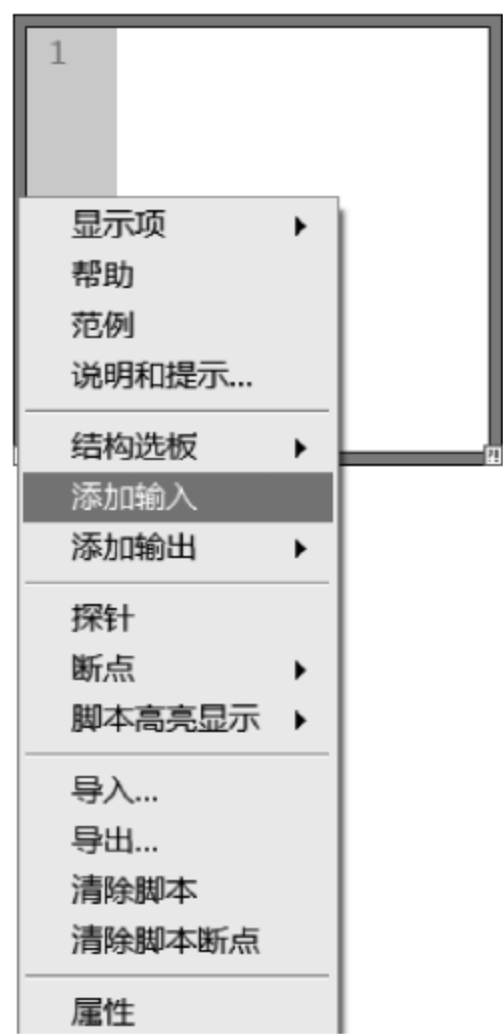 1
显示项
帮助
范例
说明和提示...
结构选板
添加输入
添加输出
探针
断点
脚本高亮显示
导入...
导出...
清除脚本
清除脚本断点
属性